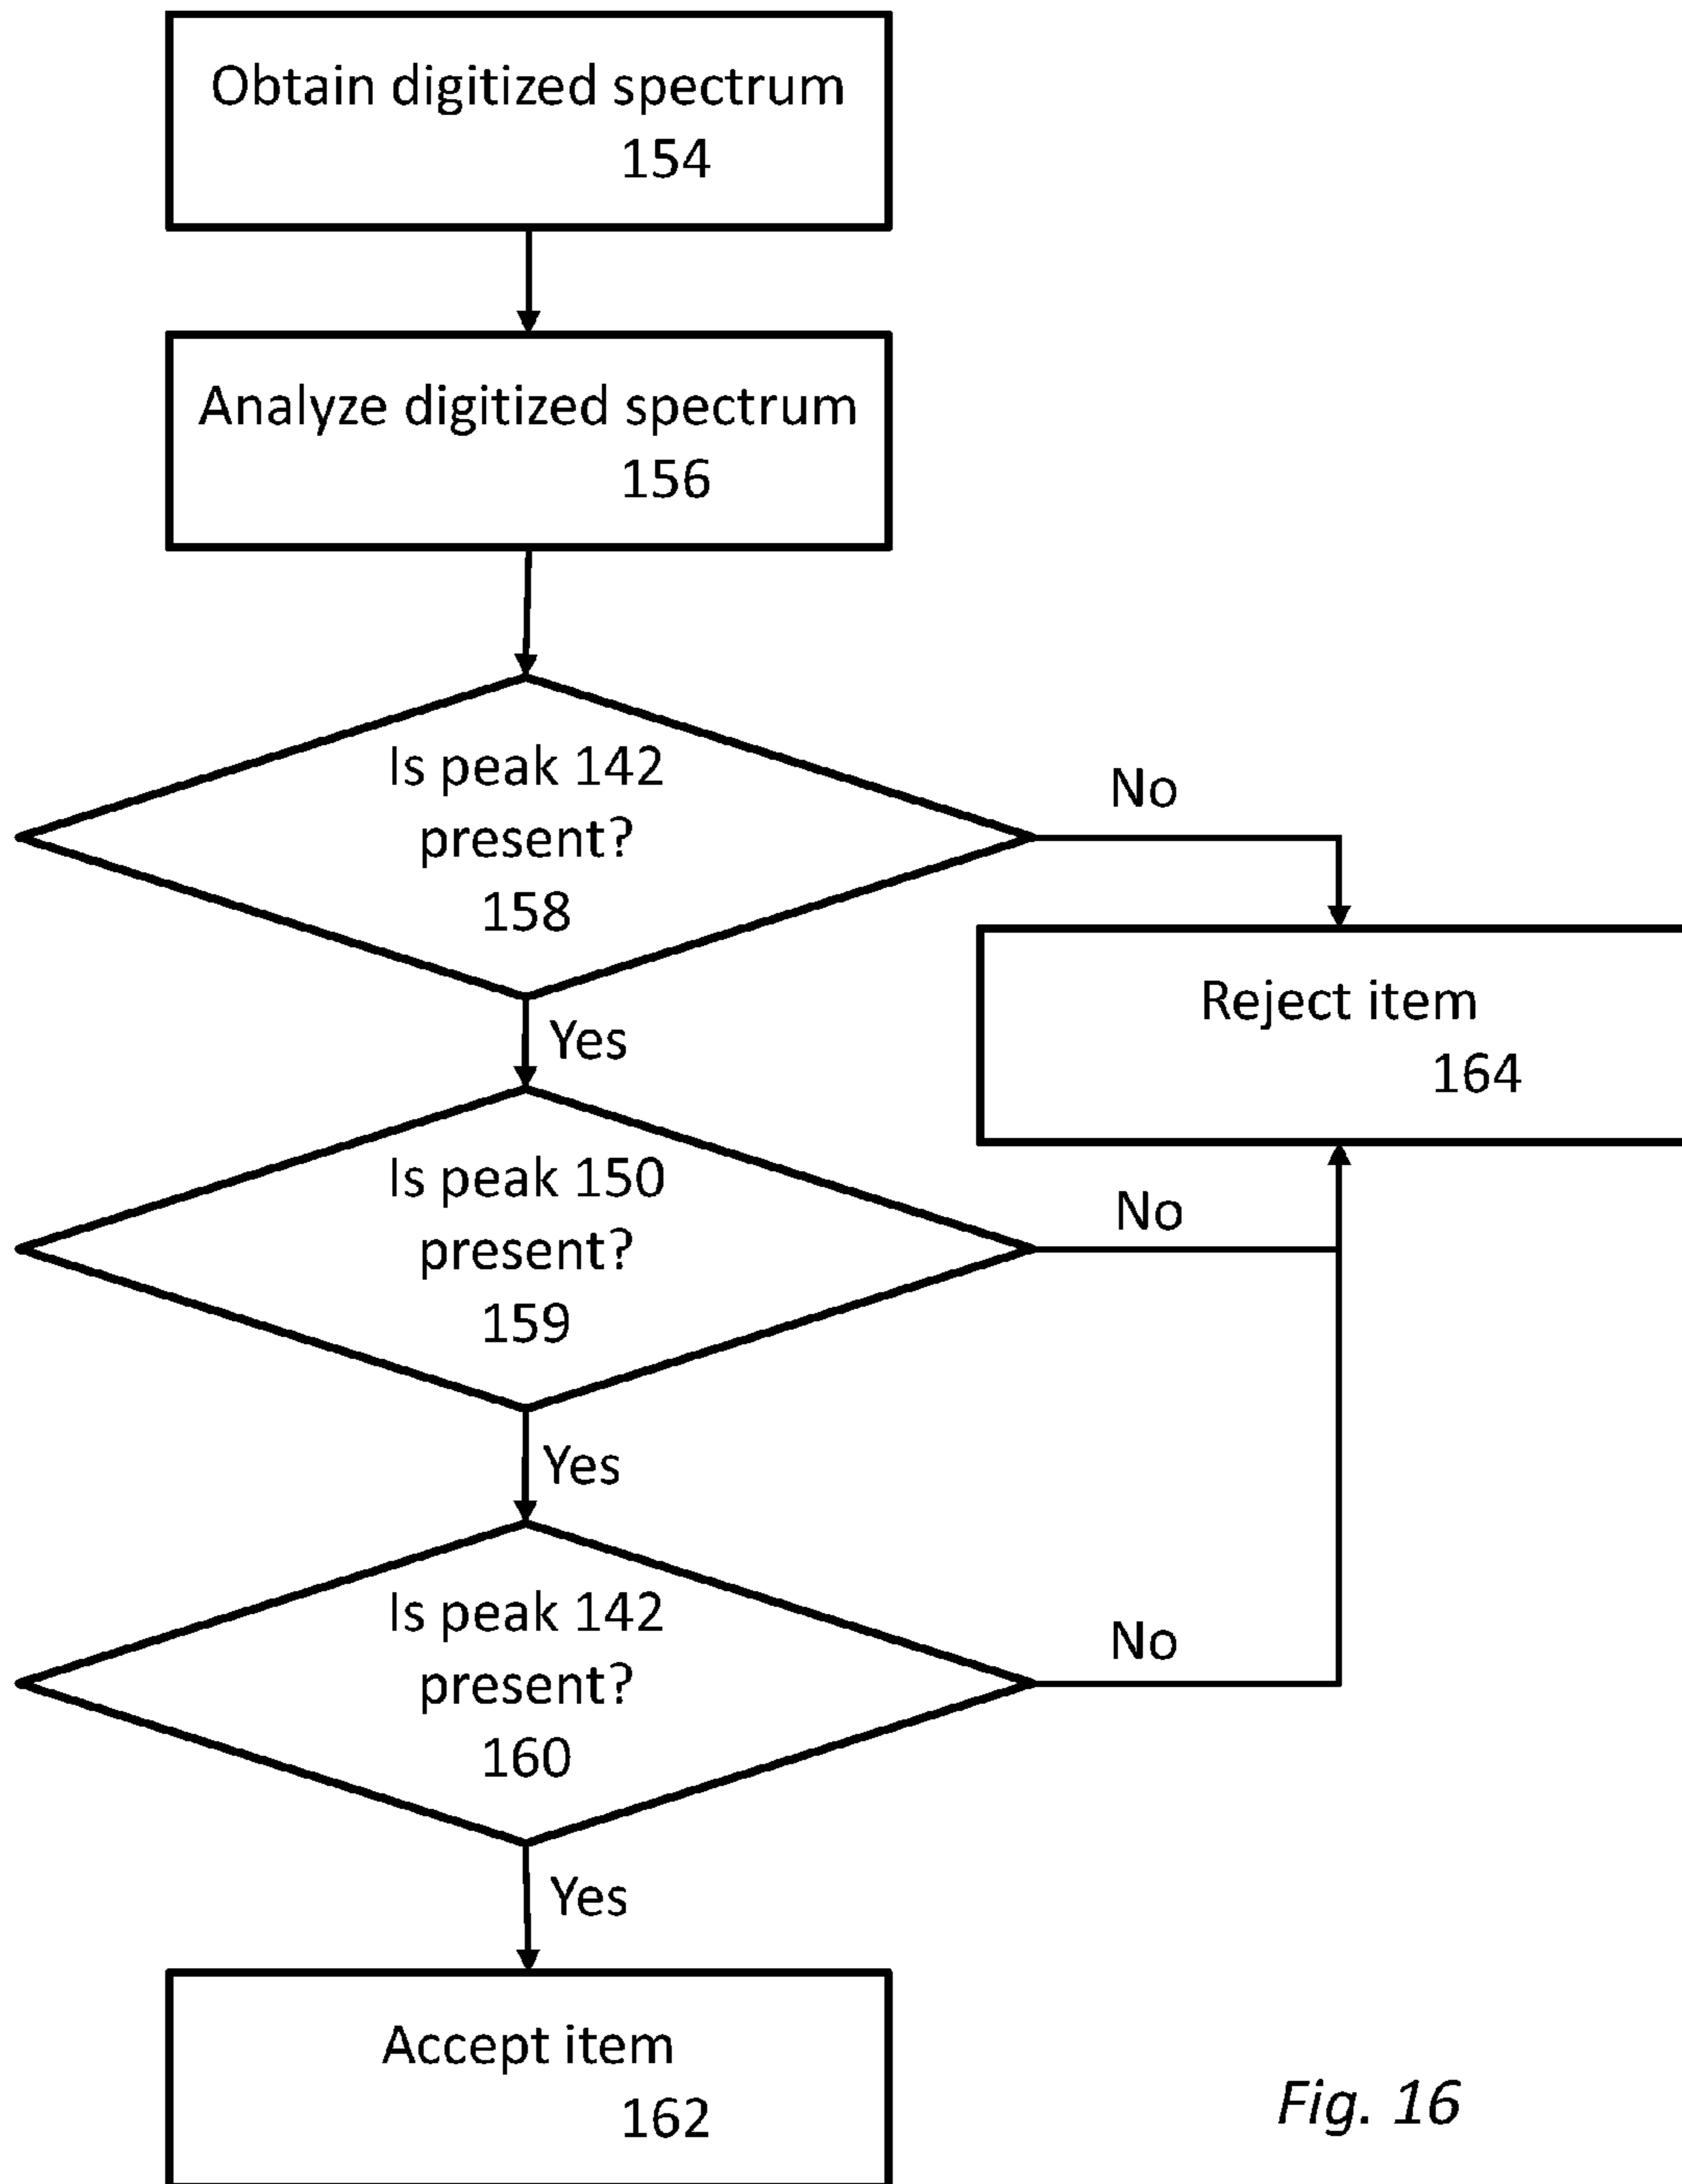 Obtain digitized spectrum
154
Analyze digitized spectrum
156
Is peak 142
present?
158
No
Reject item
164
Yes
Is peak 150
present?
159
No
Yes
Is peak 142
present?
160
No
Yes
Accept item
162
Fig. 16